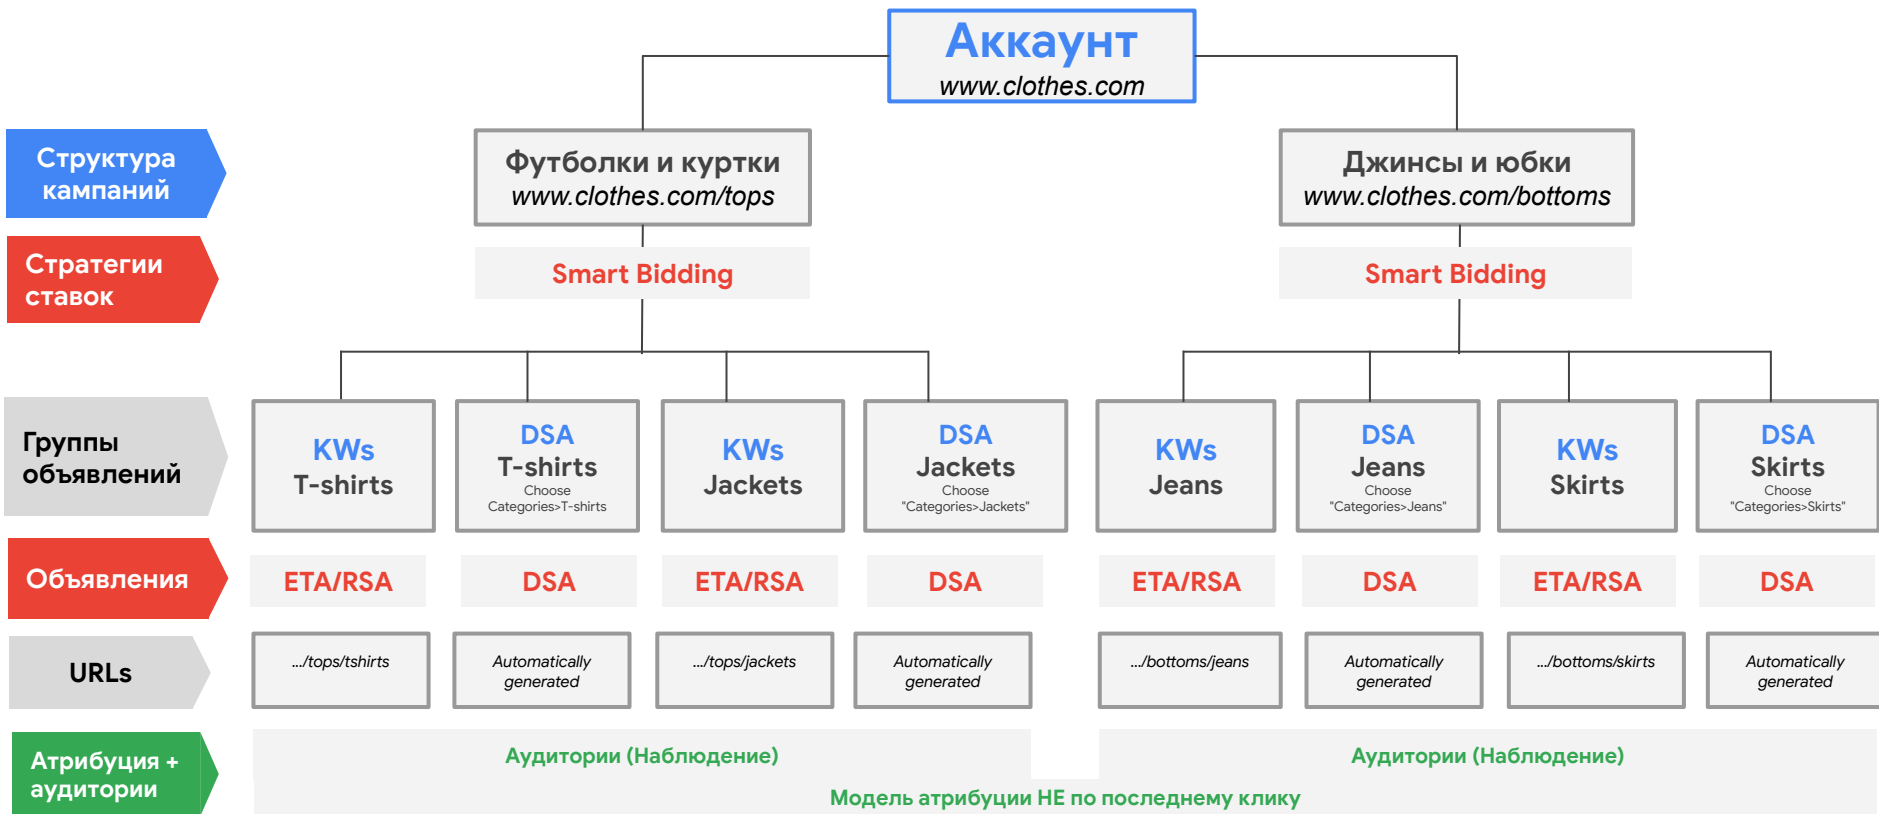 Аккаунт
www.clothes.com
Структура
кампаний
Футболки и куртки
www.clothes.com/tops
Джинсы и юбки
www.clothes.com/bottoms
Стратегии
ставок
Smart Bidding
Smart Bidding
Группы
объявлений
KWs
T-shirts
DSA
T-shirts
Choose
Categories>T-shirts
KWs
Jackets
DSA
Jackets
Choose
"Categories>Jackets"
KWs
Jeans
DSA
Jeans
Choose
"Categories>Jeans"
KWs
Skirts
DSA
Skirts
Choose
"Categories>Skirts"
Объявления
ETA/RSA
DSA
ETA/RSA
DSA
ETA/RSA
DSA
ETA/RSA
DSA
URLs
.../tops/tshirts
Automatically
generated
.../tops/jackets
Automatically
generated
.../bottoms/jeans
Automatically
generated
.../bottoms/skirts
Automatically
generated
Атрибуция +
аудитории
Аудитории (Наблюдение)
Аудитории (Наблюдение)
Модель атрибуции НЕ по последнему клику